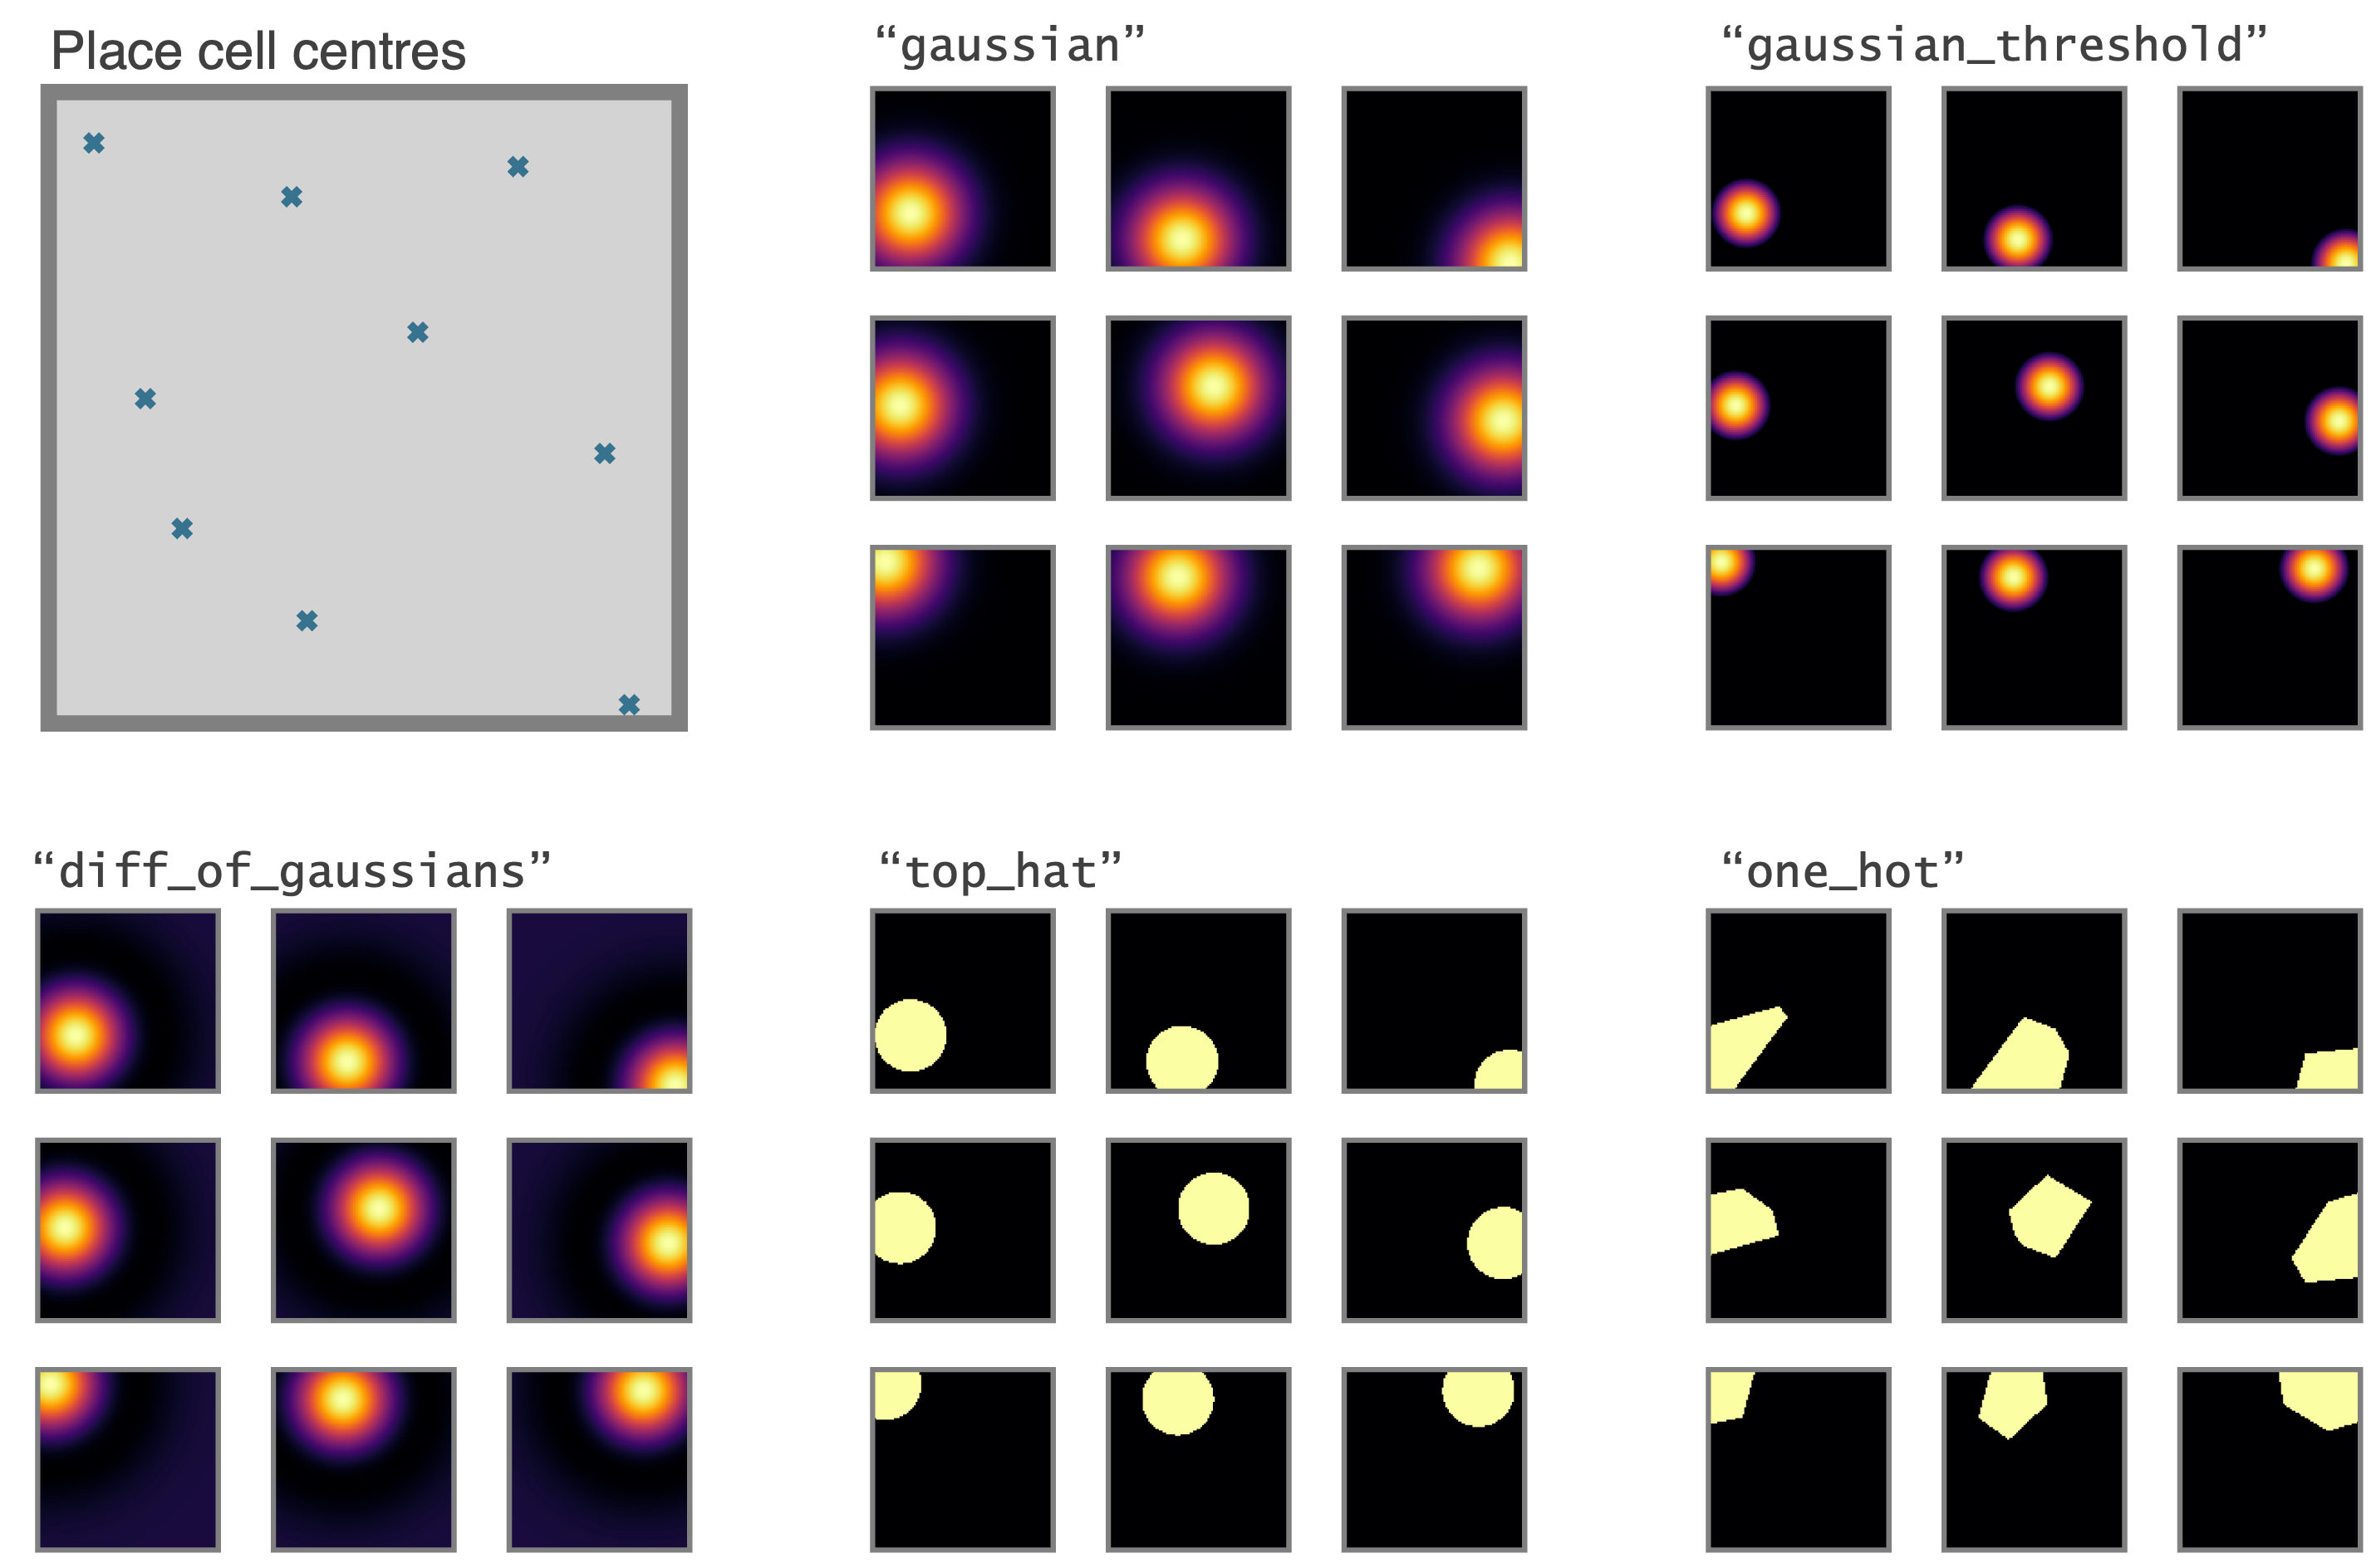 Place cell centres
“gaussian”
“gaussian_threshold”
“diff_of_gaussians”
“top_hat”
“one_hot”